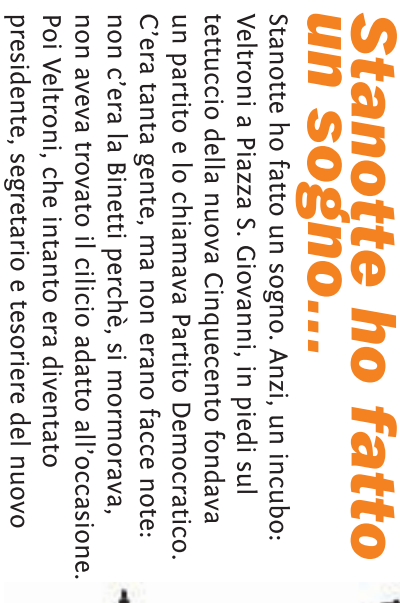 Stanotte ho fatto
un sogno...
Stanotte ho fatto un sogno. Anzi, un incubo:
Veltroni a Piazza S. Giovanni, in piedi sul
tettuccio della nuova Cinquecento fondava
un partito e lo chiamava Partito Democratico.
C'era tanta gente, ma non erano facce note:
non c'era la Binetti perchè, si mormorava,
non aveva trovato il cilicio adatto all'occasione.
Poi Veltroni, che intanto era diventato
presidente, segretario e tesoriere del nuovo